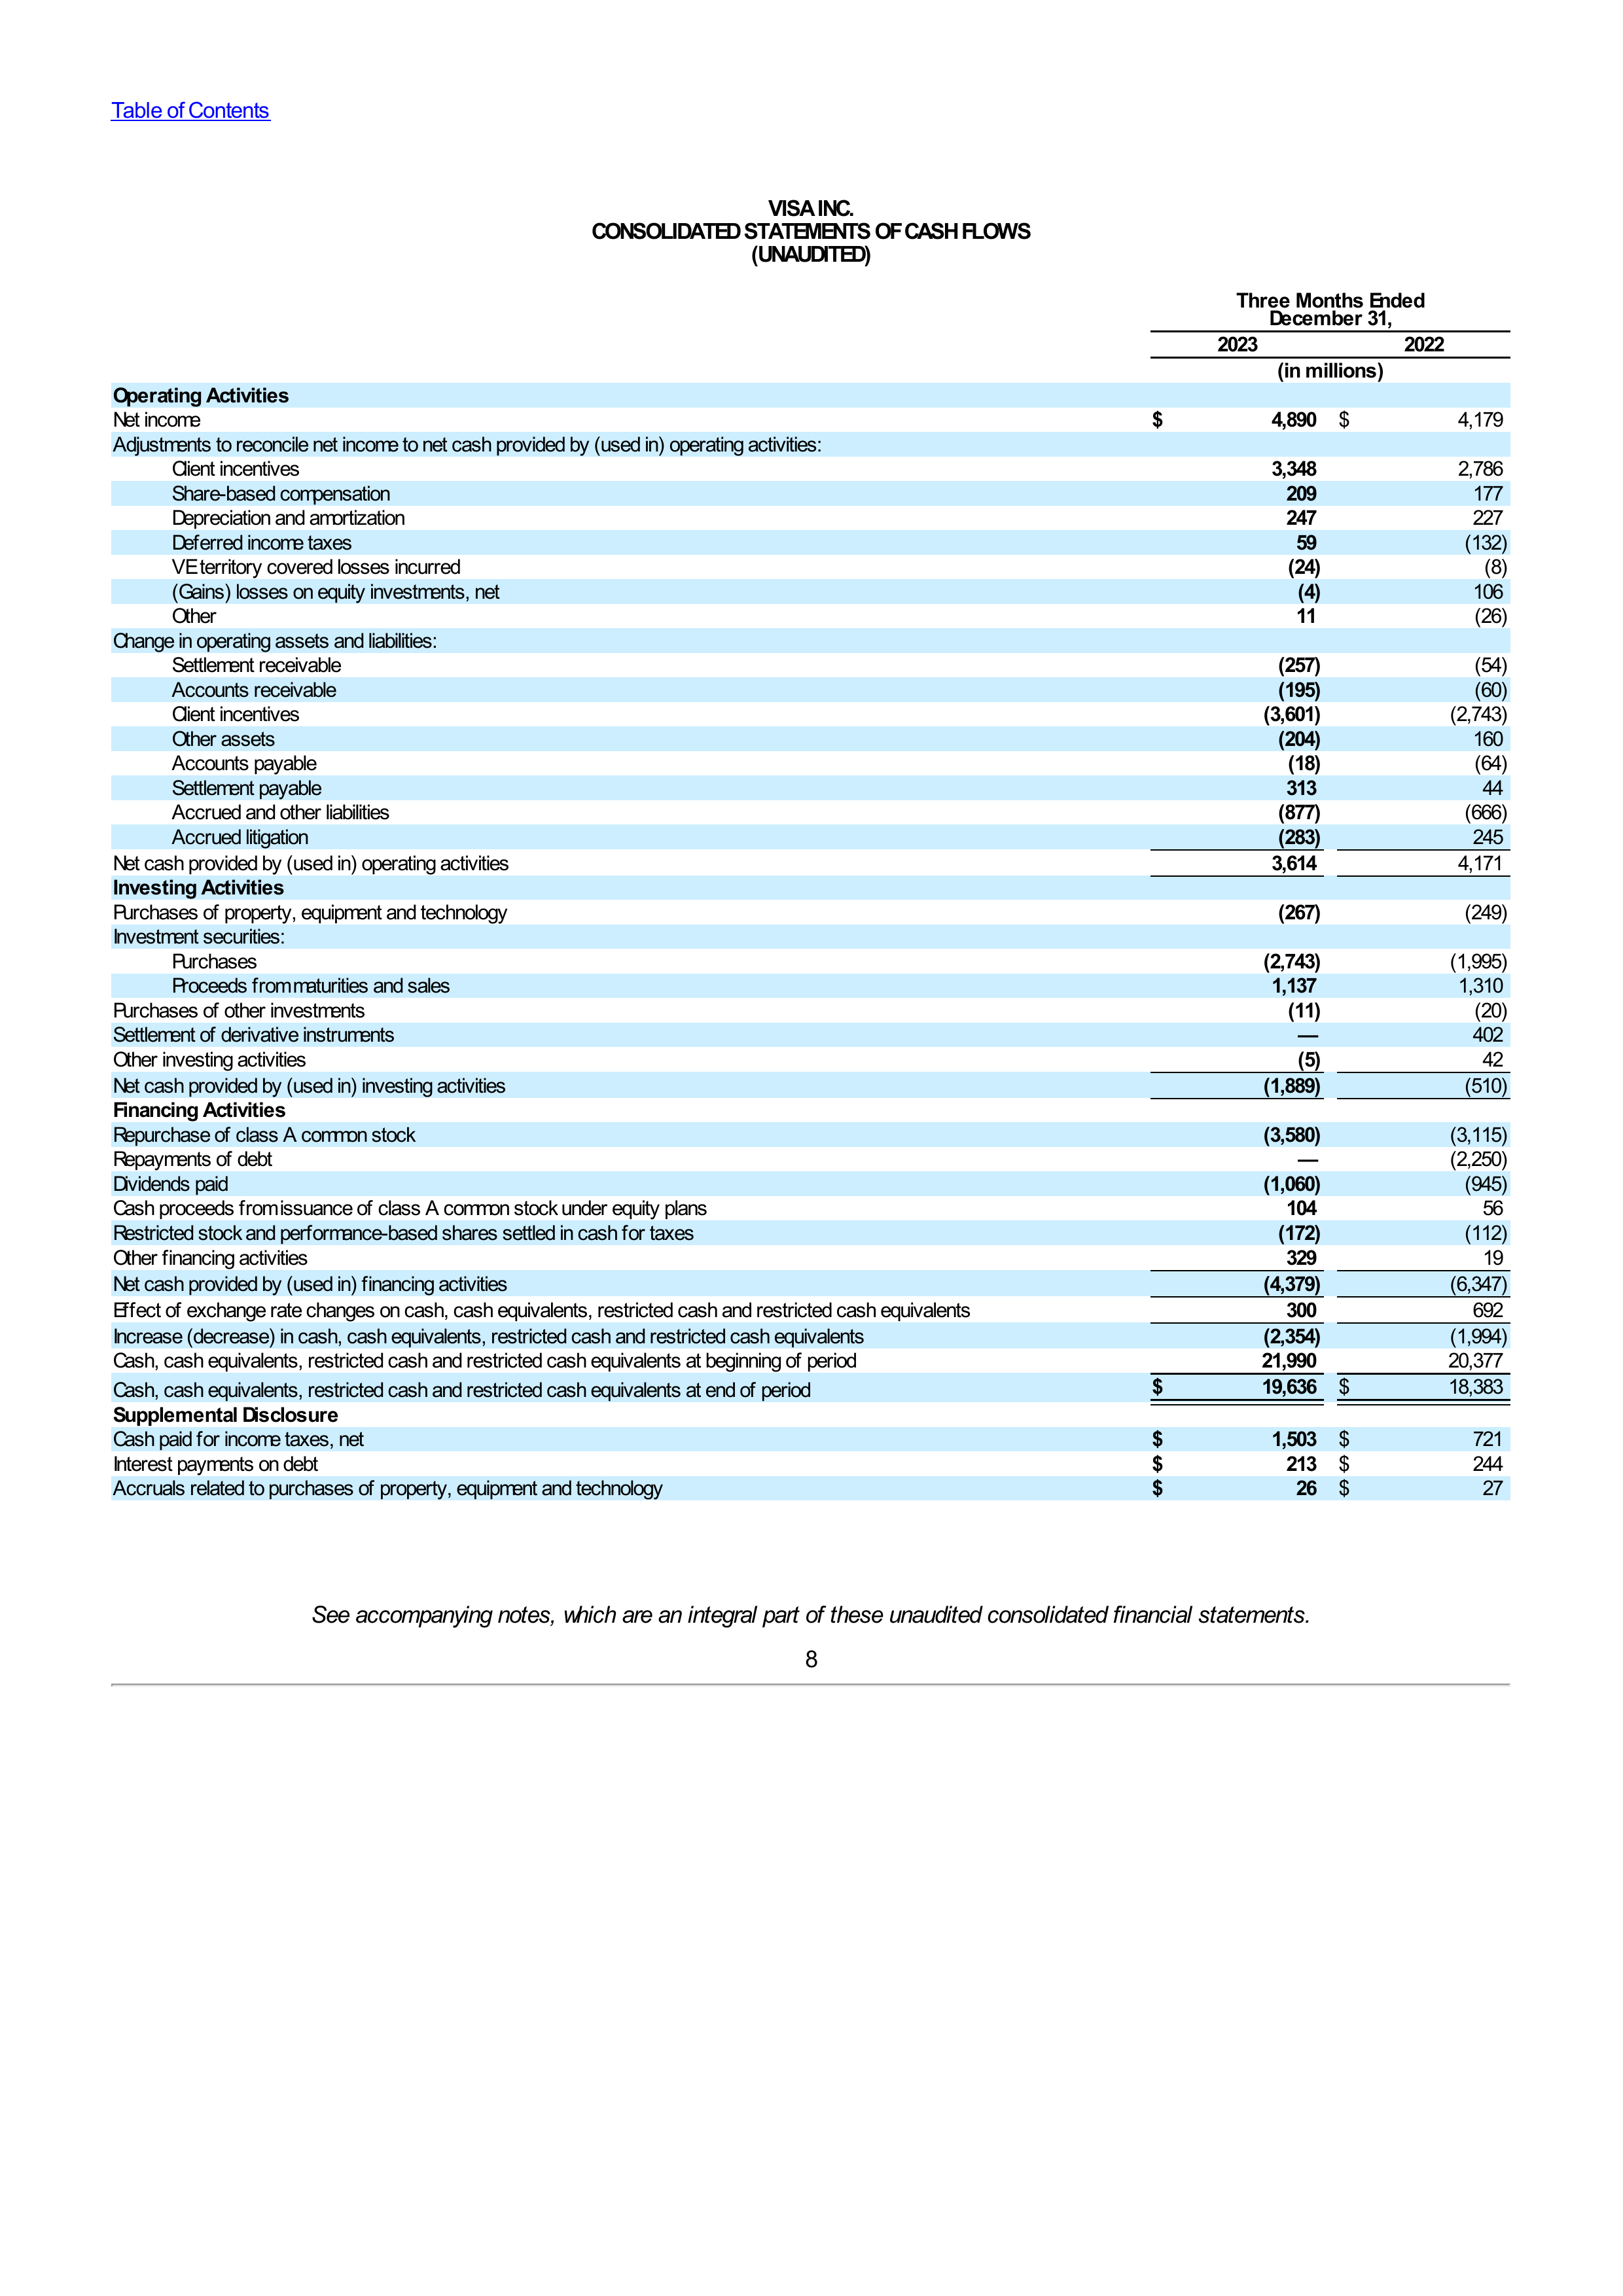 Table of Contents
VISA INC.
CONSOLIDATED STATEMENTS OF CASH FLOWS
(UNAUDITED)
Three Months Ended
December 31,
2023 2022
(in millions)
Operating Activities
Net income $ 4,890 $ 4,179
Adjustments to reconcile net income to net cash provided by (used in) operating activities:
Client incentives 3,348 2,786
Share-based compensation 209 177
Depreciation and amortization 247 227
Deferred income taxes 59 (132)
VE territory covered losses incurred (24) (8)
(Gains) losses on equity investments, net (4) 106
Other 11 (26)
Change in operating assets and liabilities:
Settlement receivable (257) (54)
Accounts receivable (195) (60)
Client incentives (3,601) (2,743)
Other assets (204) 160
Accounts payable (18) (64)
Settlement payable 313 44
Accrued and other liabilities (877) (666)
Accrued litigation (283) 245
Net cash provided by (used in) operating activities 3,614 4,171
Investing Activities
Purchases of property, equipment and technology (267) (249)
Investment securities:
Purchases (2,743) (1,995)
Proceeds from maturities and sales 1,137 1,310
Purchases of other investments (11) (20)
Settlement of derivative instruments — 402
Other investing activities (5) 42
Net cash provided by (used in) investing activities (1,889) (510)
Financing Activities
Repurchase of class A common stock (3,580) (3,115)
Repayments of debt — (2,250)
Dividends paid (1,060) (945)
Cash proceeds from issuance of class A common stock under equity plans 104 56
Restricted stock and performance-based shares settled in cash for taxes (172) (112)
Other financing activities 329 19
Net cash provided by (used in) financing activities (4,379) (6,347)
Effect of exchange rate changes on cash, cash equivalents, restricted cash and restricted cash equivalents 300 692
Increase (decrease) in cash, cash equivalents, restricted cash and restricted cash equivalents (2,354) (1,994)
Cash, cash equivalents, restricted cash and restricted cash equivalents at beginning of period 21,990 20,377
Cash, cash equivalents, restricted cash and restricted cash equivalents at end of period $ 19,636 $ 18,383
Supplemental Disclosure
Cash paid for income taxes, net $ 1,503 $ 721
Interest payments on debt $ 213 $ 244
Accruals related to purchases of property, equipment and technology $ 26 $ 27
See accompanying notes, which are an integral part of these unaudited consolidated financial statements.
8